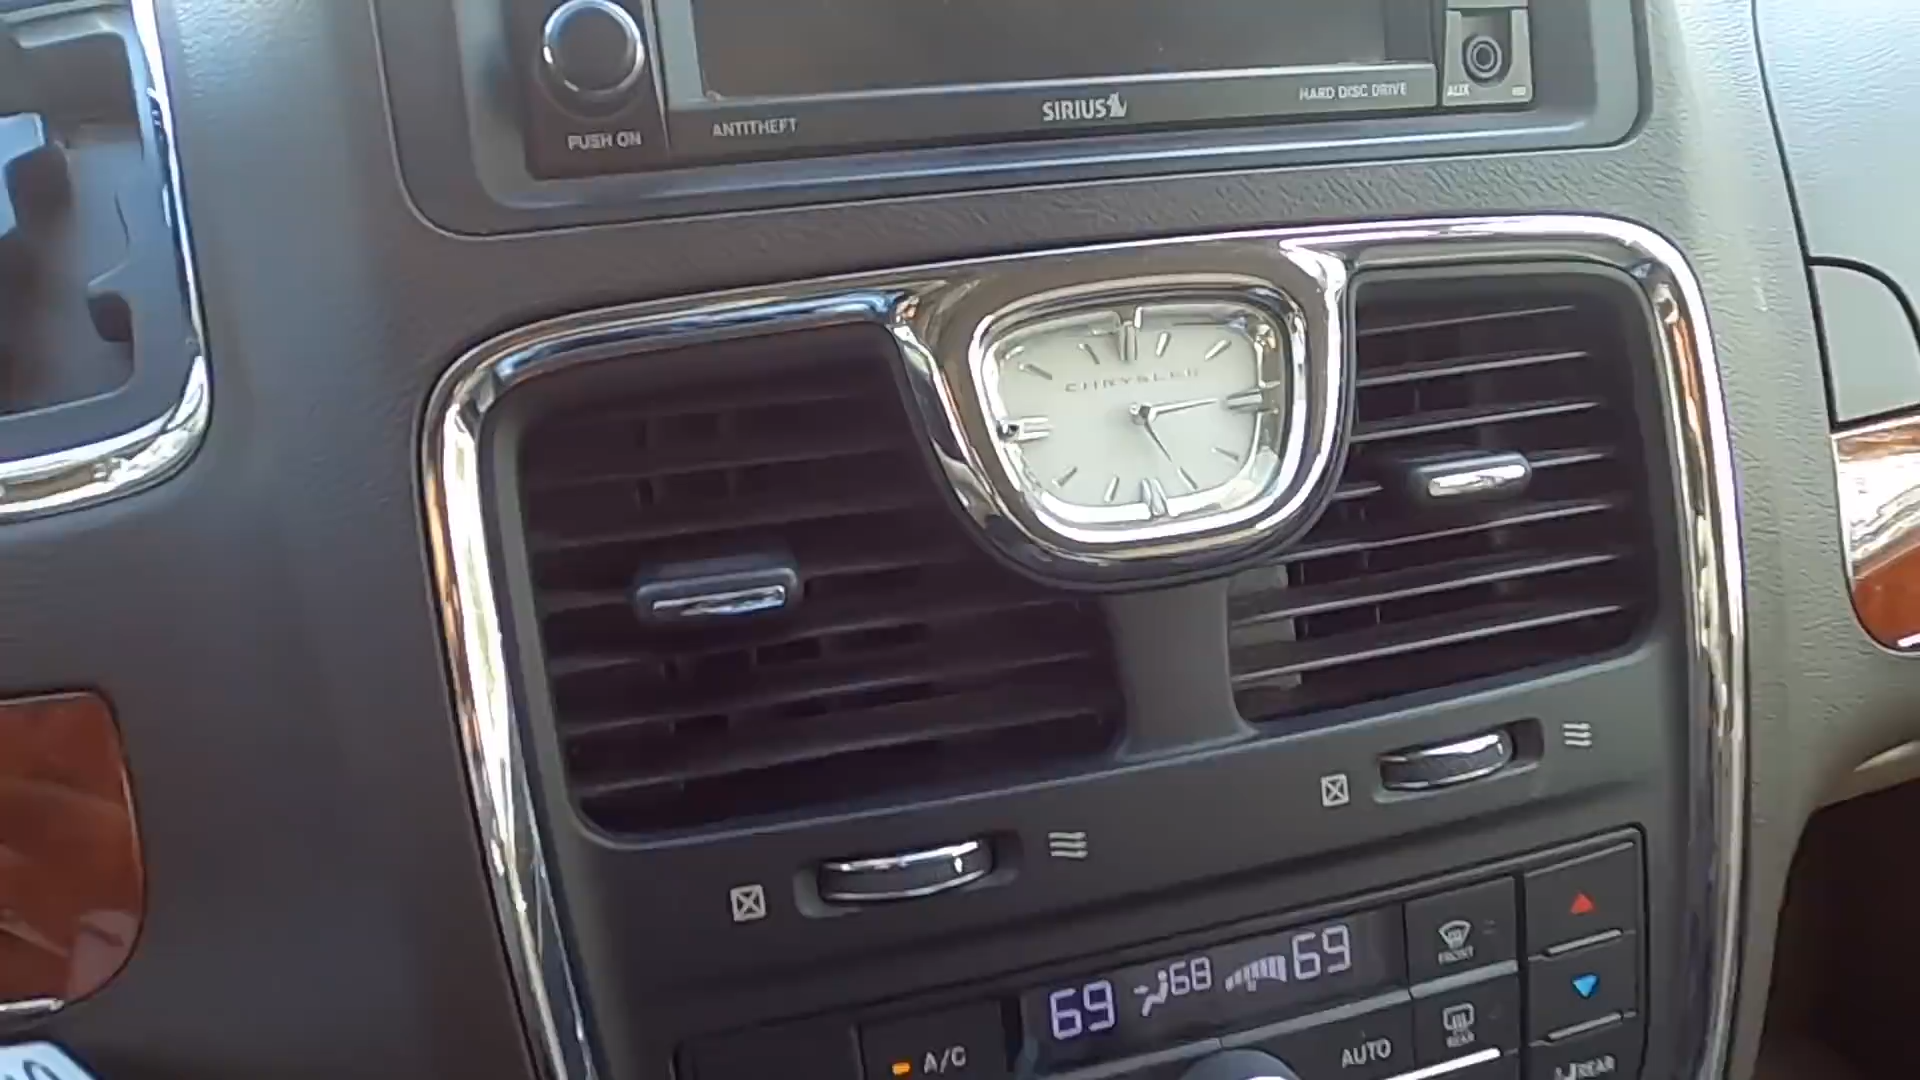 PUSH ON
ANTITHEFT
SIRIUS
HARD DISC DRIVE
AUX
CHRYSLER
69 68 69
FRONT
A/C
AUTO
REAR
REAR